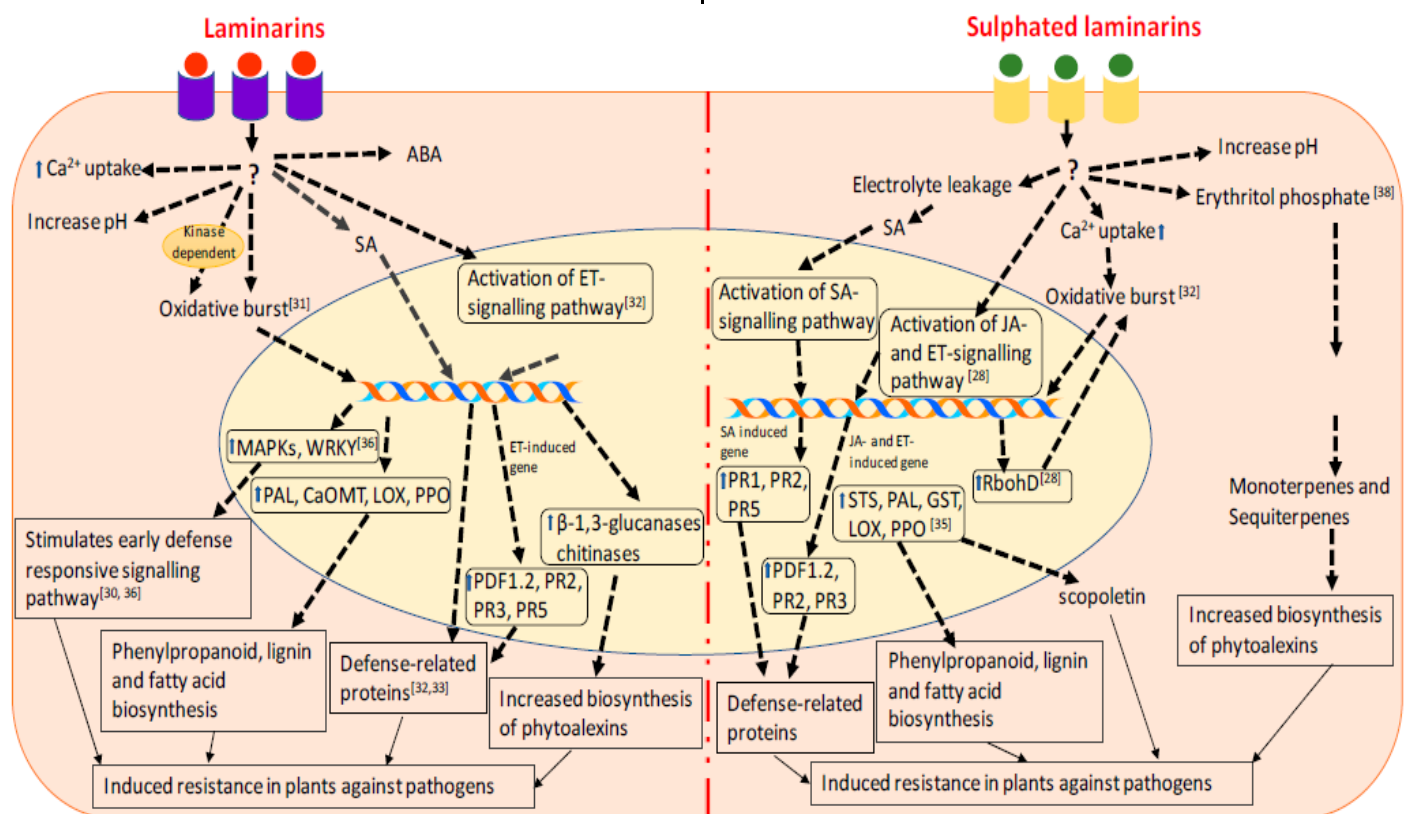 Laminarins
?
Ca2+ uptake
ABA
Increase pH
Kinase
dependent
SA
Oxidative burst[31]
Activation of ET-
signalling pathway[32]
MAPKs, WRKY[36]
ET-induced
gene
PAL, CaOMT, LOX, PPO
β-1,3-glucanases
chitinases
Stimulates early defense
responsive signalling
pathway[30, 36]
PDF1.2, PR2,
PR3, PR5
Phenylpropanoid, lignin
and fatty acid
biosynthesis
Defense-related
proteins[32,33]
Increased biosynthesis
of phytoalexins
Induced resistance in plants against pathogens
Sulphated laminarins
?
Increase pH
Electrolyte leakage
Erythritol phosphate [38]
SA
Ca2+ uptake
Activation of SA-
signalling pathway
Oxidative burst [32]
Activation of JA-
and ET-signalling
pathway [28]
SA induced
gene
JA- and ET-
induced gene
PR1, PR2,
PR5
RbohD[28]
STS, PAL, GST,
LOX, PPO [35]
Monoterpenes and
Sequiterpenes
PDF1.2,
PR2, PR3
scopoletin
Increased biosynthesis
of phytoalexins
Defense-related
proteins
Phenylpropanoid, lignin
and fatty acid
biosynthesis
Induced resistance in plants against pathogens